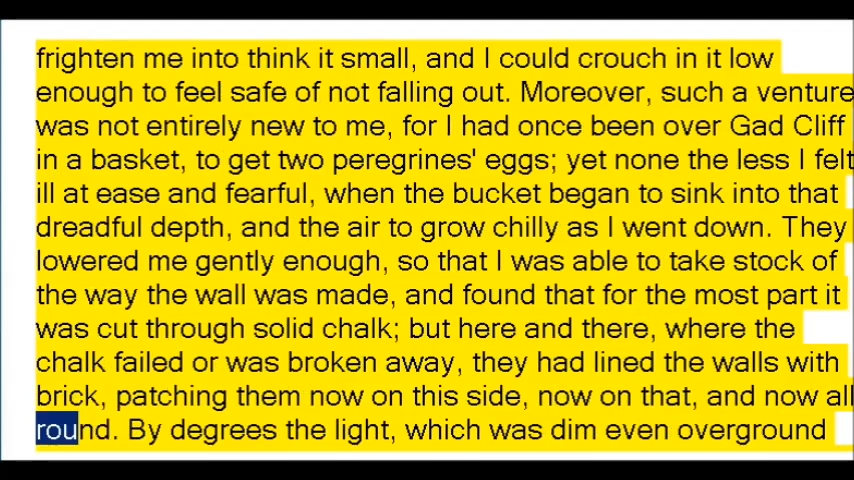 frighten me into think it small, and I could crouch in it low
enough to feel safe of not falling out. Moreover, such a venture
was not entirely new to me, for I had once been over Gad Cliff
in a basket, to get two peregrines' eggs; yet none the less I felt
ill at ease and fearful, when the bucket began to sink into that
dreadful depth, and the air to grow chilly as I went down. They
lowered me gently enough, so that I was able to take stock of
the way the wall was made, and found that for the most part it
was cut through solid chalk; but here and there, where the
chalk failed or was broken away, they had lined the walls with
brick, patching them now on this side, now on that, and now all
round. By degrees the light, which was dim even overground